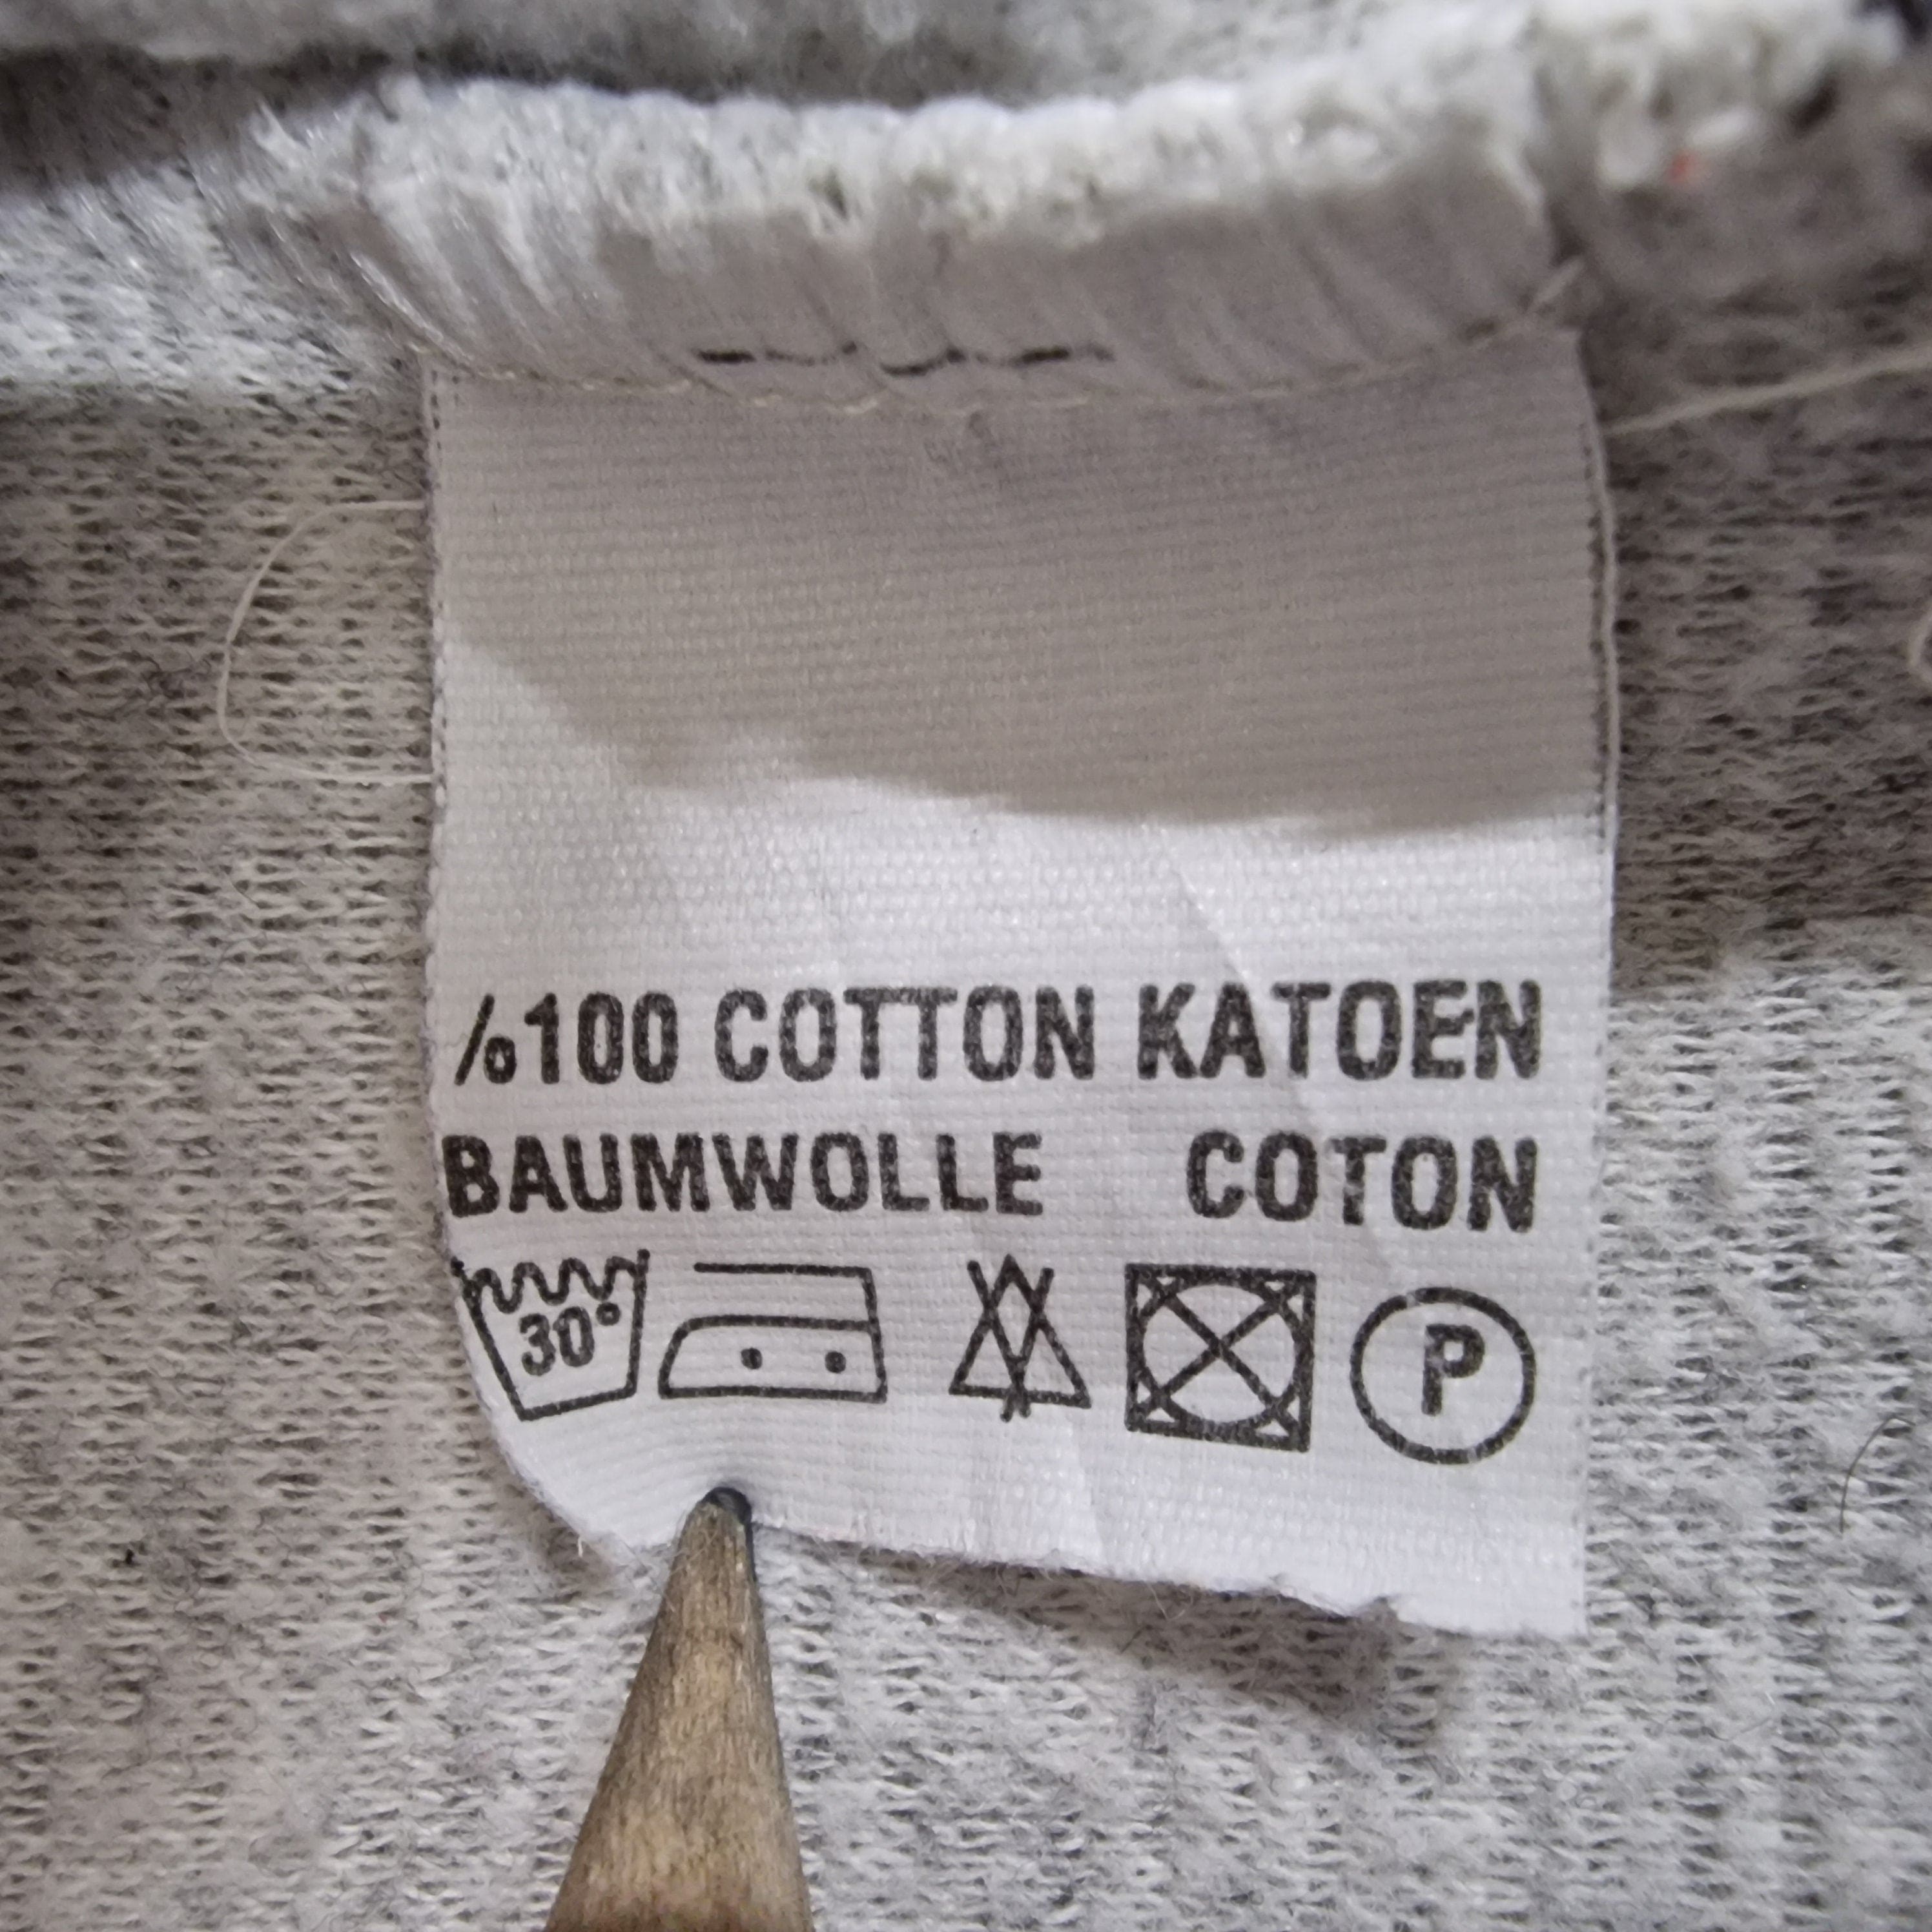 %100 COTTON KATOEN
BAUMWOLLE COTON
30°
P